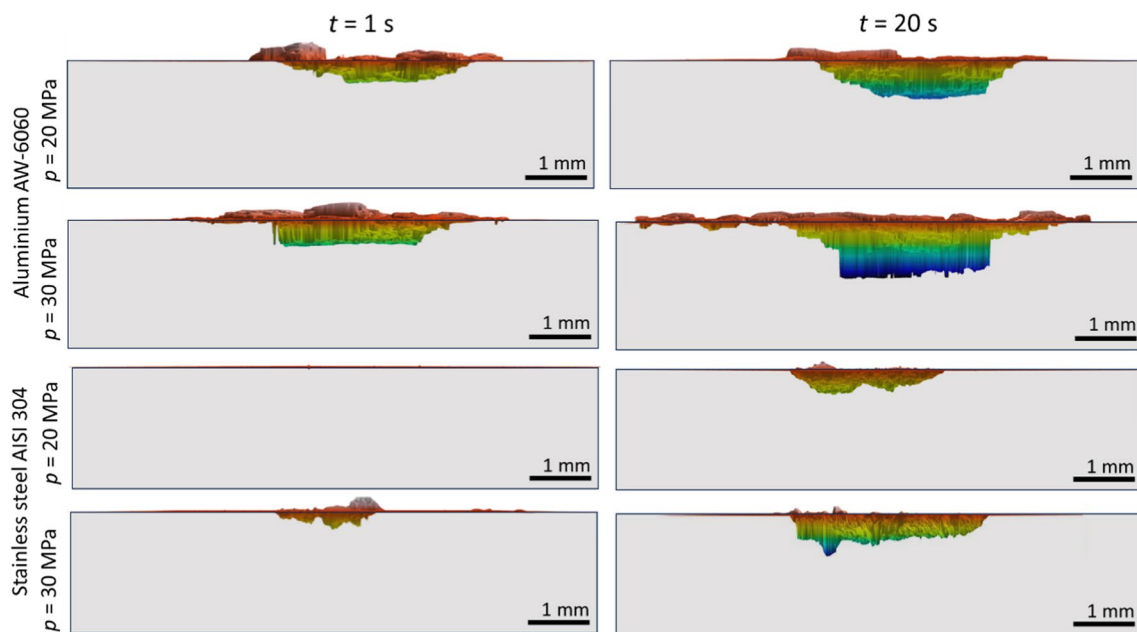 t = 1 s
t = 20 s
Aluminium AW-6060
p = 20 MPa
1 mm
1 mm
p = 30 MPa
1 mm
1 mm
Stainless steel AISI 304
p = 20 MPa
1 mm
1 mm
p = 30 MPa
1 mm
1 mm